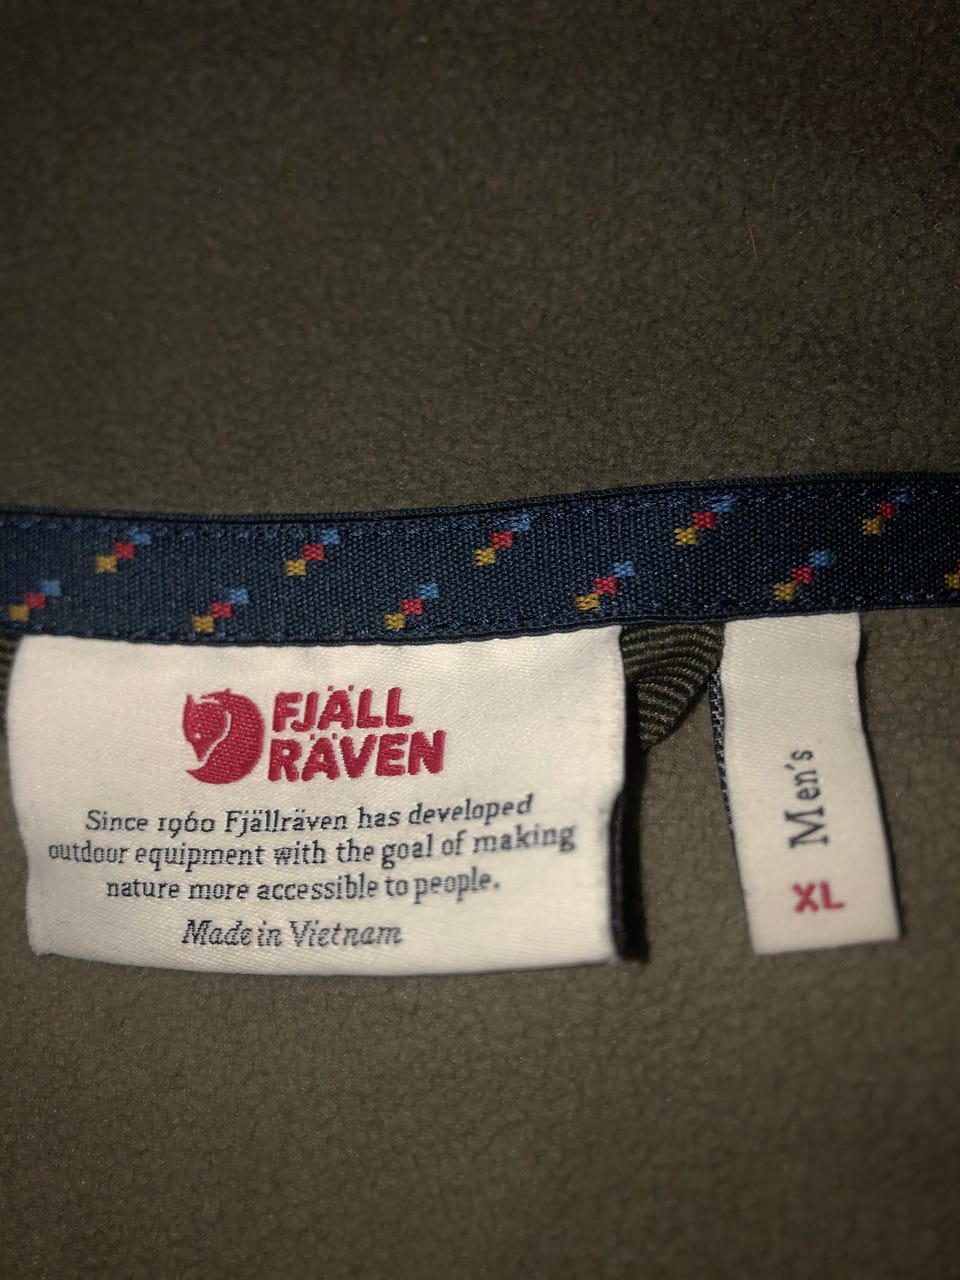 FJÄLL
RÄVEN
Since 1960 Fjällräven has developed
outdoor equipment with the goal of making
nature more accessible to people.
Made in Vietnam
Men's
XL